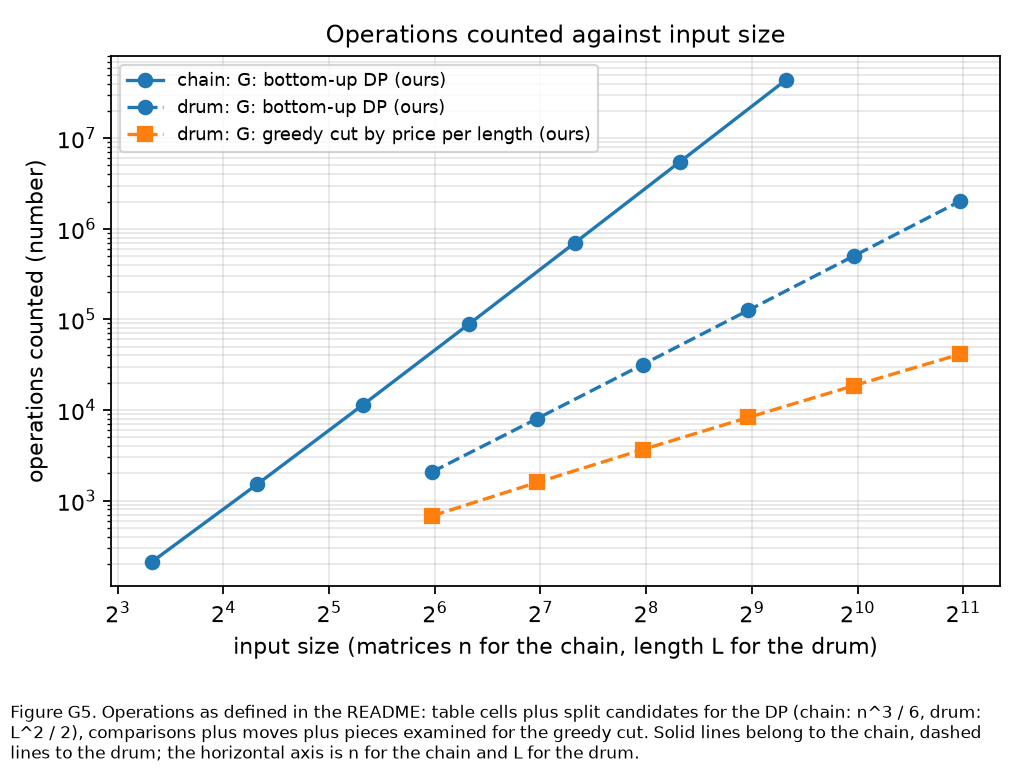 Operations counted against input size
chain: G: bottom-up DP (ours)
drum: G: bottom-up DP (ours)
drum: G: greedy cut by price per length (ours)
operations counted (number)
10^7
10^6
10^5
10^4
10^3
2^3 2^4 2^5 2^6 2^7 2^8 2^9 2^10 2^11
input size (matrices n for the chain, length L for the drum)
Figure G5. Operations as defined in the README: table cells plus split candidates for the DP (chain: n^3 / 6, drum:
L^2 / 2), comparisons plus moves plus pieces examined for the greedy cut. Solid lines belong to the chain, dashed
lines to the drum; the horizontal axis is n for the chain and L for the drum.